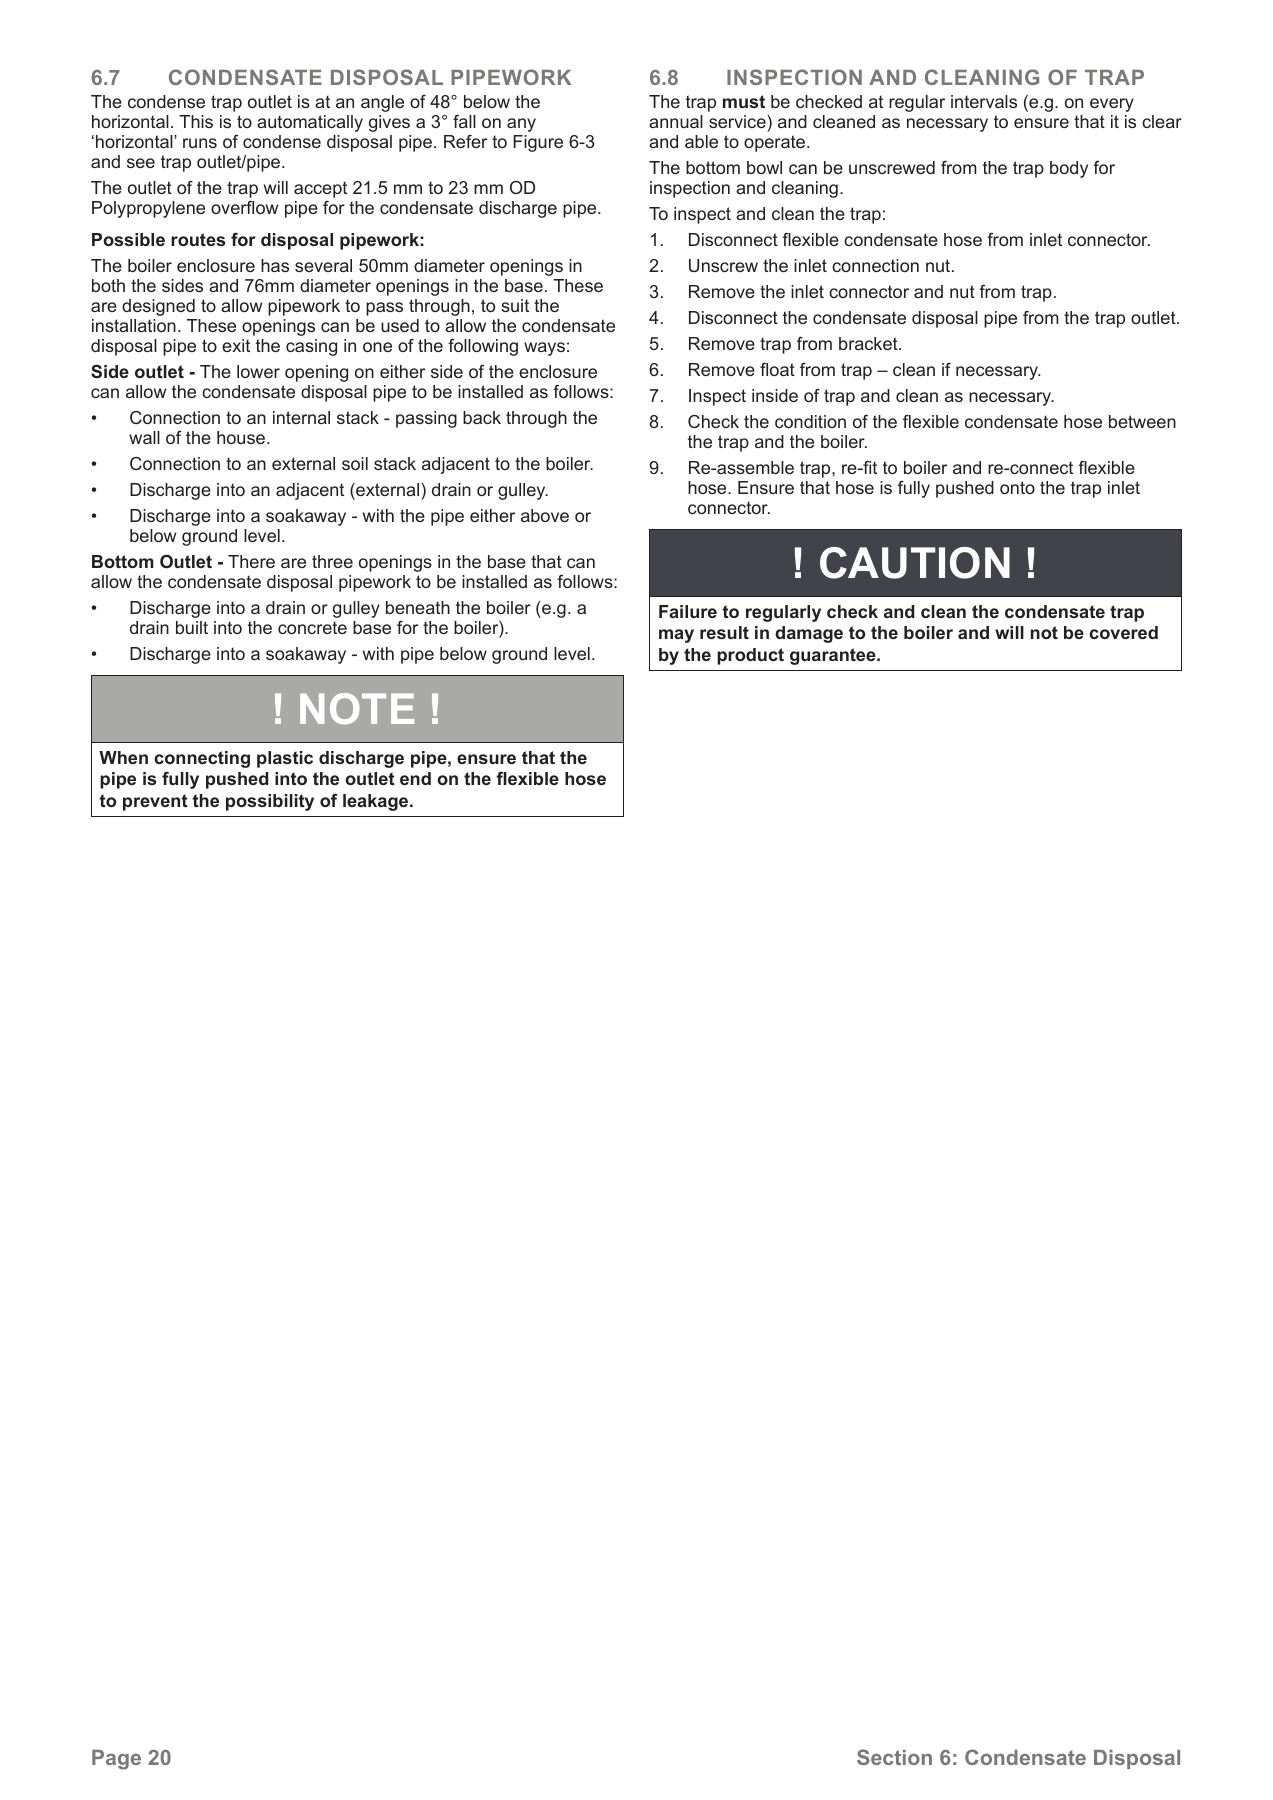 6.7 CONDENSATE DISPOSAL PIPEWORK
The condense trap outlet is at an angle of 48° below the
horizontal. This is to automatically gives a 3° fall on any
‘horizontal’ runs of condense disposal pipe. Refer to Figure 6-3
and see trap outlet/pipe.
The outlet of the trap will accept 21.5 mm to 23 mm OD
Polypropylene overflow pipe for the condensate discharge pipe.
Possible routes for disposal pipework:
The boiler enclosure has several 50mm diameter openings in
both the sides and 76mm diameter openings in the base. These
are designed to allow pipework to pass through, to suit the
installation. These openings can be used to allow the condensate
disposal pipe to exit the casing in one of the following ways:
Side outlet - The lower opening on either side of the enclosure
can allow the condensate disposal pipe to be installed as follows:
• Connection to an internal stack - passing back through the
wall of the house.
• Connection to an external soil stack adjacent to the boiler.
• Discharge into an adjacent (external) drain or gulley.
• Discharge into a soakaway - with the pipe either above or
below ground level.
Bottom Outlet - There are three openings in the base that can
allow the condensate disposal pipework to be installed as follows:
• Discharge into a drain or gulley beneath the boiler (e.g. a
drain built into the concrete base for the boiler).
• Discharge into a soakaway - with pipe below ground level.
! NOTE !
When connecting plastic discharge pipe, ensure that the
pipe is fully pushed into the outlet end on the flexible hose
to prevent the possibility of leakage.
6.8 INSPECTION AND CLEANING OF TRAP
The trap must be checked at regular intervals (e.g. on every
annual service) and cleaned as necessary to ensure that it is clear
and able to operate.
The bottom bowl can be unscrewed from the trap body for
inspection and cleaning.
To inspect and clean the trap:
1. Disconnect flexible condensate hose from inlet connector.
2. Unscrew the inlet connection nut.
3. Remove the inlet connector and nut from trap.
4. Disconnect the condensate disposal pipe from the trap outlet.
5. Remove trap from bracket.
6. Remove float from trap – clean if necessary.
7. Inspect inside of trap and clean as necessary.
8. Check the condition of the flexible condensate hose between
the trap and the boiler.
9. Re-assemble trap, re-fit to boiler and re-connect flexible
hose. Ensure that hose is fully pushed onto the trap inlet
connector.
! CAUTION !
Failure to regularly check and clean the condensate trap
may result in damage to the boiler and will not be covered
by the product guarantee.
Page 20
Section 6: Condensate Disposal